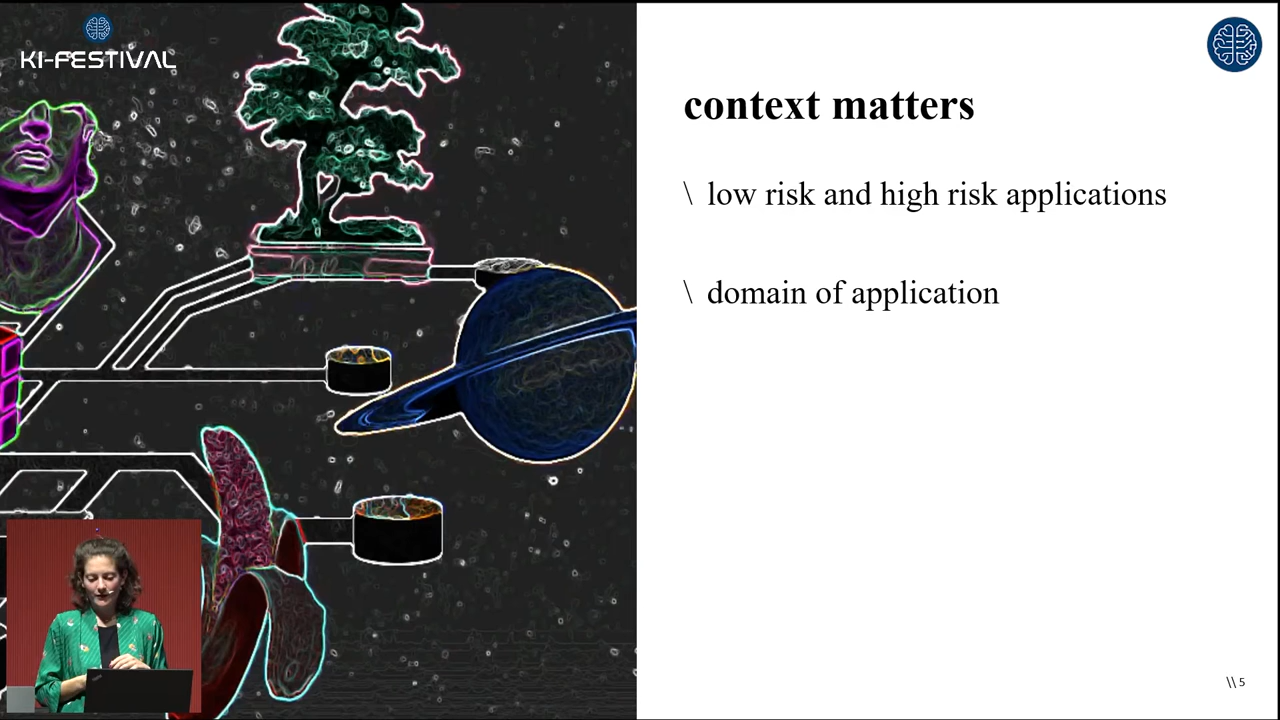 KI-FESTIVAL
context matters
\ low risk and high risk applications
\ domain of application
\\ 5